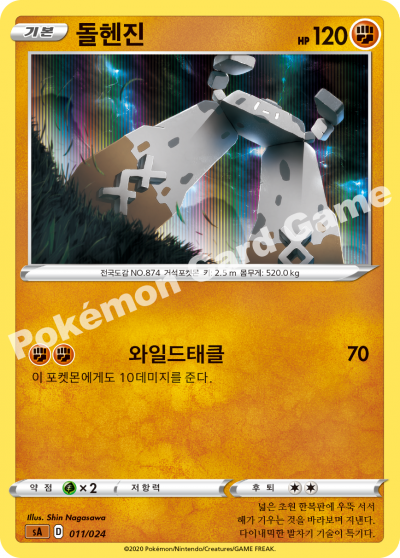 기본 돌헨진 HP 120
전국도감 NO.874 거석포켓몬 키: 2.5 m 몸무게: 520.0 kg
Pokémon Card Game
와일드태클 70
이 포켓몬에게도 10데미지를 준다.
약점 ×2 저항력 후퇴
Illus. Shin Nagasawa
sA D 011/024
넓은 초원 한복판에 우뚝 서서
해가 기우는 것을 바라보며 지낸다.
다이내믹한 발차기 기술이 특기다.
©2020 Pokémon/Nintendo/Creatures/GAME FREAK.